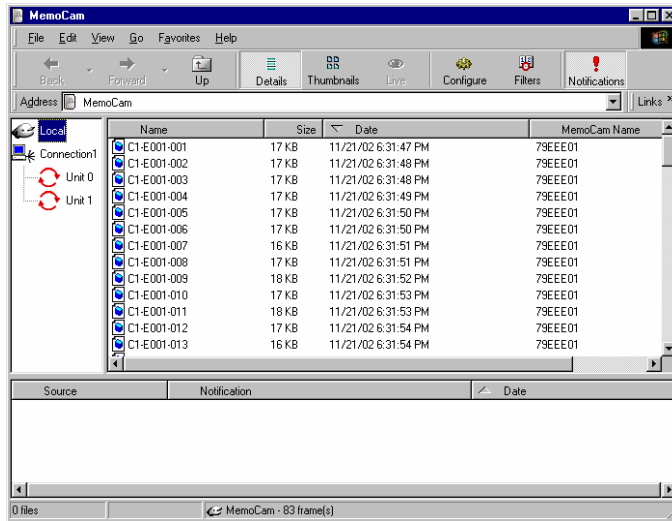 MemoCam
File Edit View Go Favorites Help
Back Forward Up Details Thumbnails Live Configure Filters Notifications
Address MemoCam Links »
Local
Connection1
Unit 0
Unit 1
Name Size Date MemoCam Name
C1-E001-001 17 KB 11/21/02 6:31:47 PM 79EEE01
C1-E001-002 17 KB 11/21/02 6:31:48 PM 79EEE01
C1-E001-003 17 KB 11/21/02 6:31:48 PM 79EEE01
C1-E001-004 17 KB 11/21/02 6:31:49 PM 79EEE01
C1-E001-005 17 KB 11/21/02 6:31:50 PM 79EEE01
C1-E001-006 17 KB 11/21/02 6:31:50 PM 79EEE01
C1-E001-007 16 KB 11/21/02 6:31:51 PM 79EEE01
C1-E001-008 17 KB 11/21/02 6:31:51 PM 79EEE01
C1-E001-009 18 KB 11/21/02 6:31:52 PM 79EEE01
C1-E001-010 17 KB 11/21/02 6:31:53 PM 79EEE01
C1-E001-011 18 KB 11/21/02 6:31:53 PM 79EEE01
C1-E001-012 17 KB 11/21/02 6:31:54 PM 79EEE01
C1-E001-013 16 KB 11/21/02 6:31:54 PM 79EEE01
Source Notification Date
0 files MemoCam - 83 frame(s)